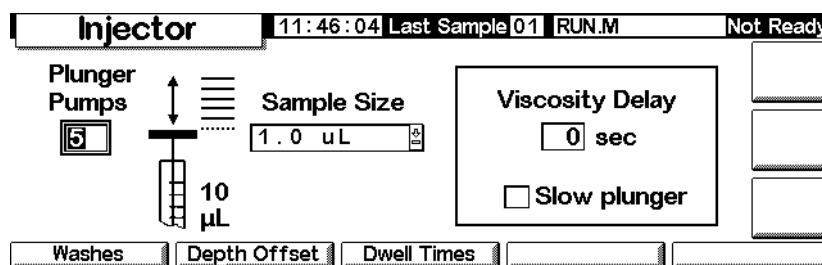 Injector 11:46:04 Last Sample 01 RUN.M Not Ready
Plunger
Pumps
5
Sample Size
1.0 uL
10
µL
Viscosity Delay
0 sec
Slow plunger
Washes Depth Offset Dwell Times